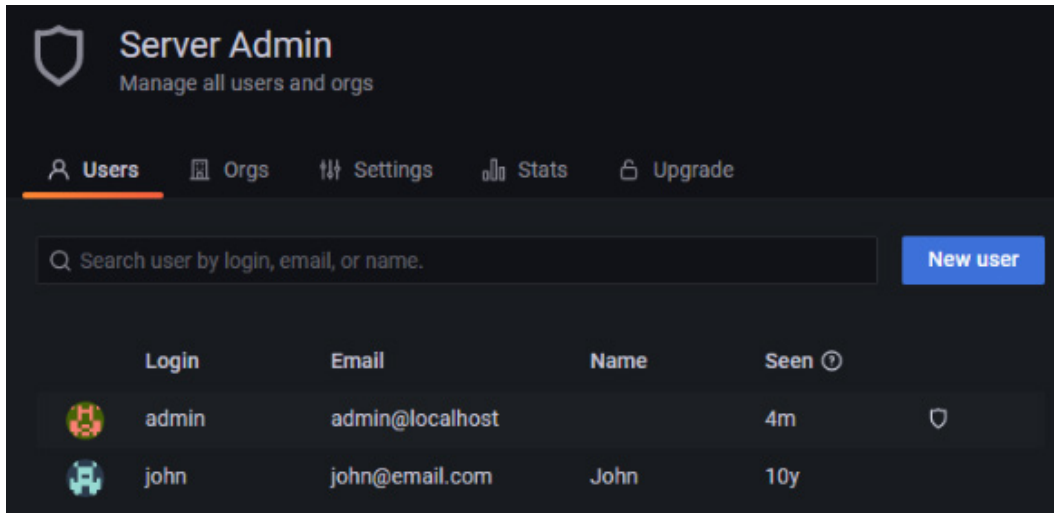 Server Admin
Manage all users and orgs
Users Orgs Settings Stats Upgrade
Search user by login, email, or name. New user
Login Email Name Seen
admin admin@localhost 4m
john john@email.com John 10y